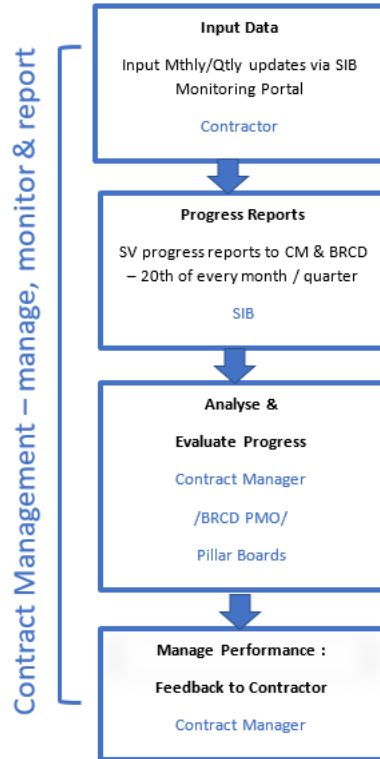 Contract Management – manage, monitor & report
Input Data
Input Mthly/Qtly updates via SIB
Monitoring Portal
Contractor
Progress Reports
SV progress reports to CM & BRCD
– 20th of every month / quarter
SIB
Analyse &
Evaluate Progress
Contract Manager
/BRCD PMO/
Pillar Boards
Manage Performance :
Feedback to Contractor
Contract Manager